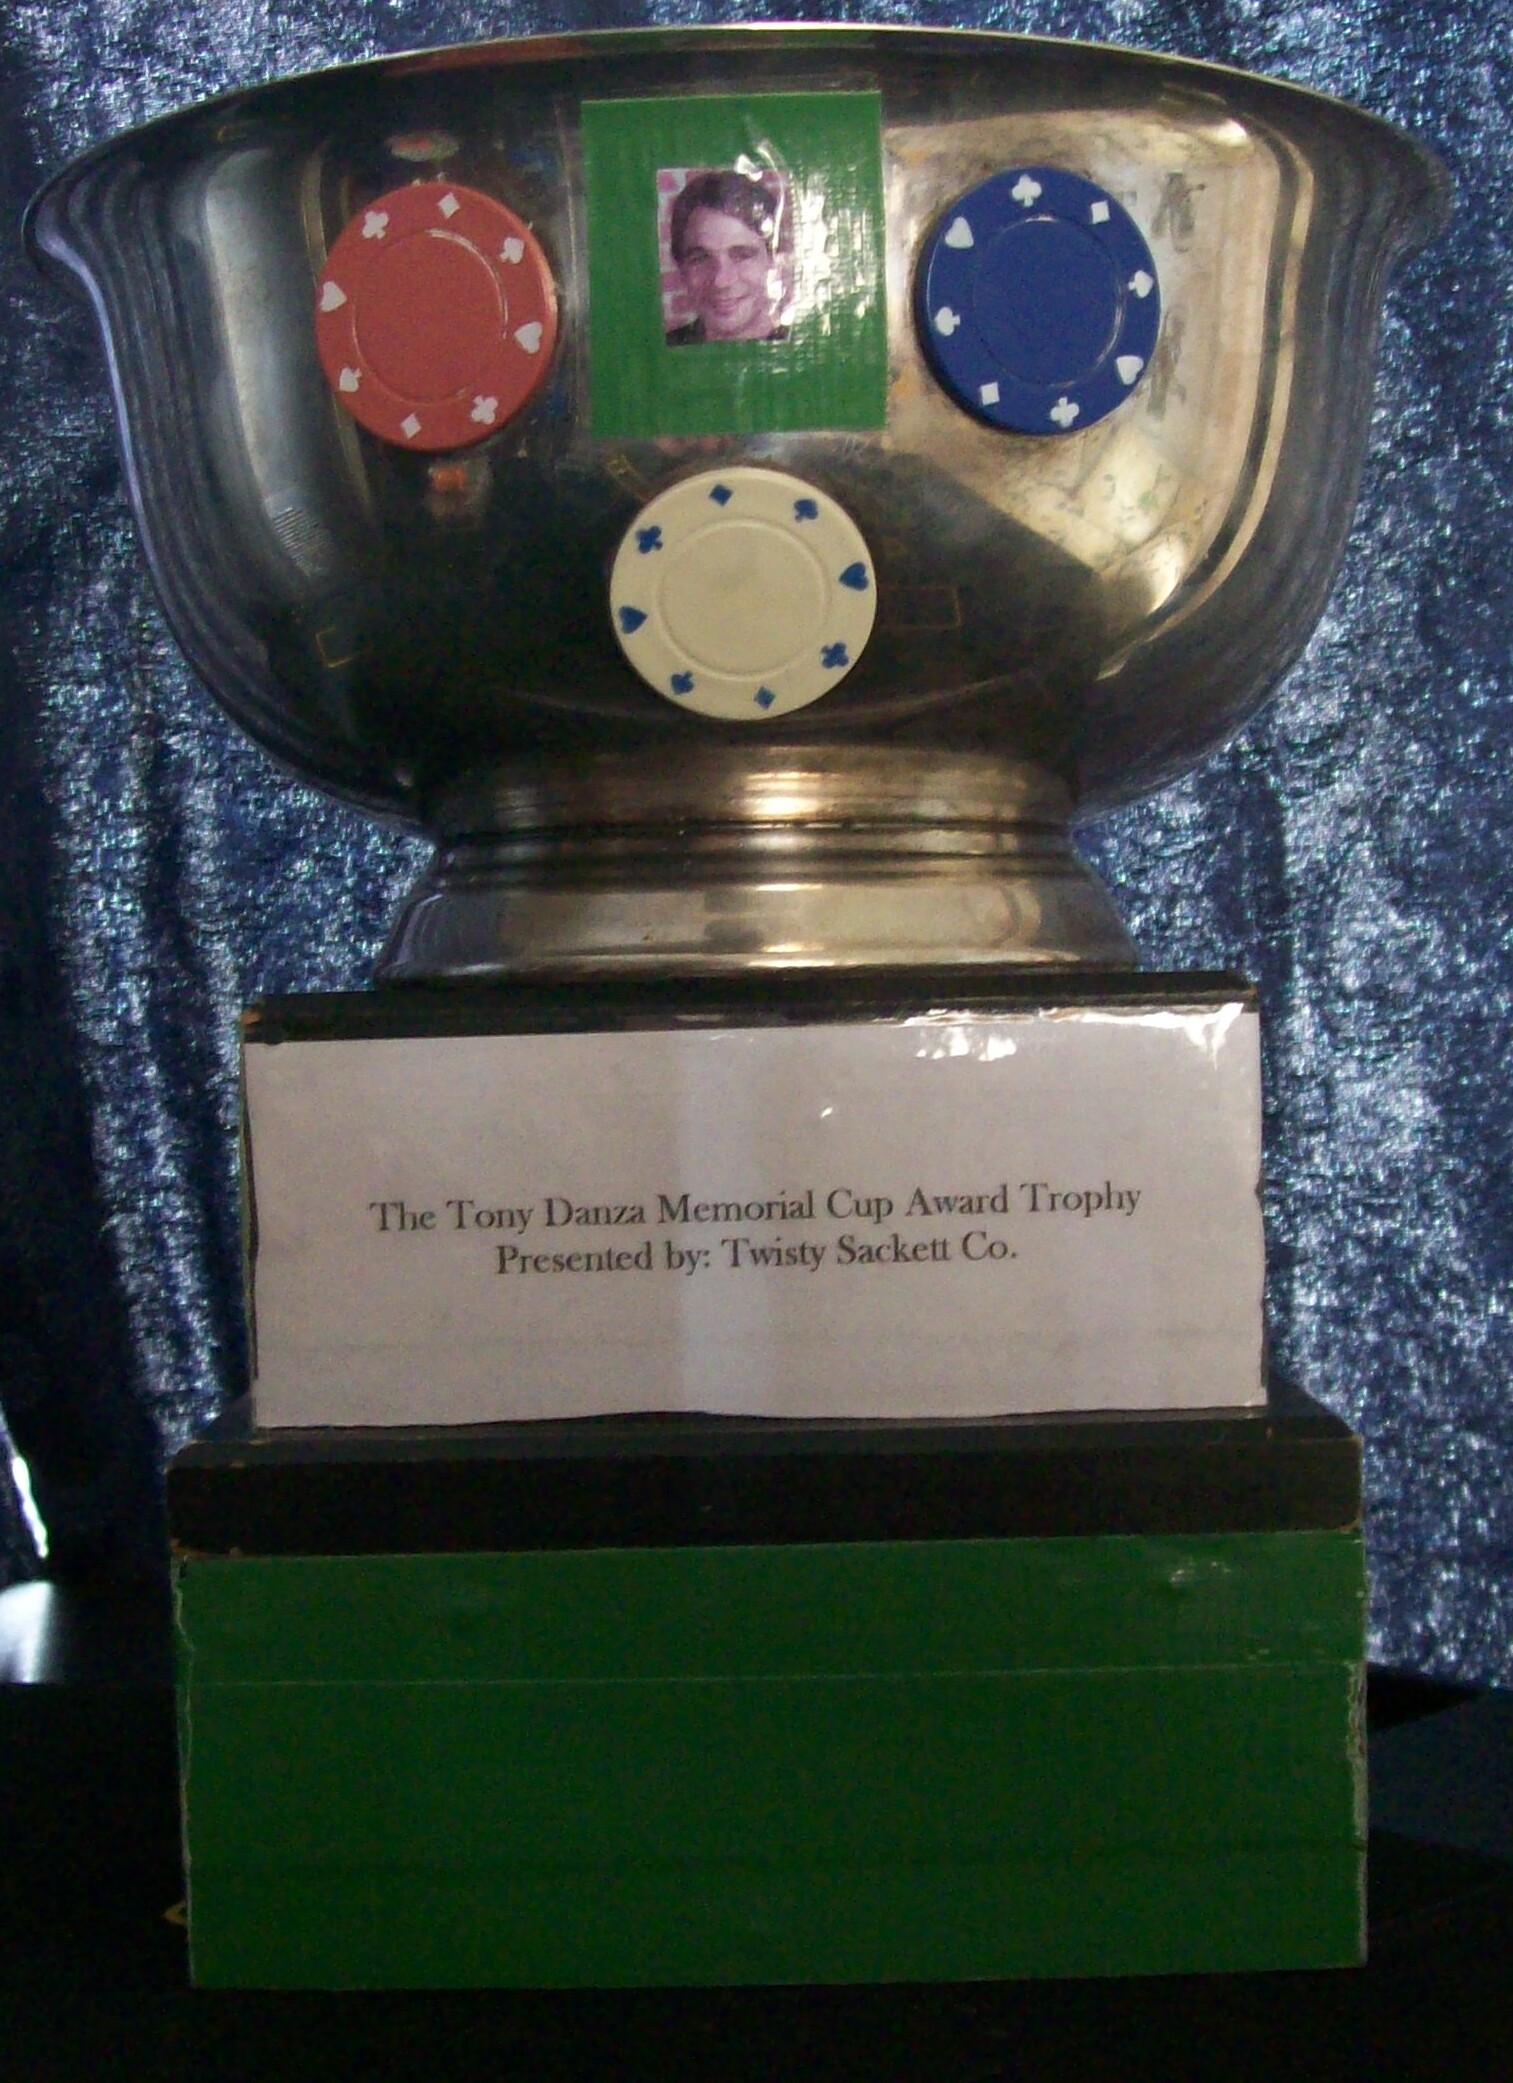 The Tony Danza Memorial Cup Award Trophy
Presented by: Twisty Sackett Co.